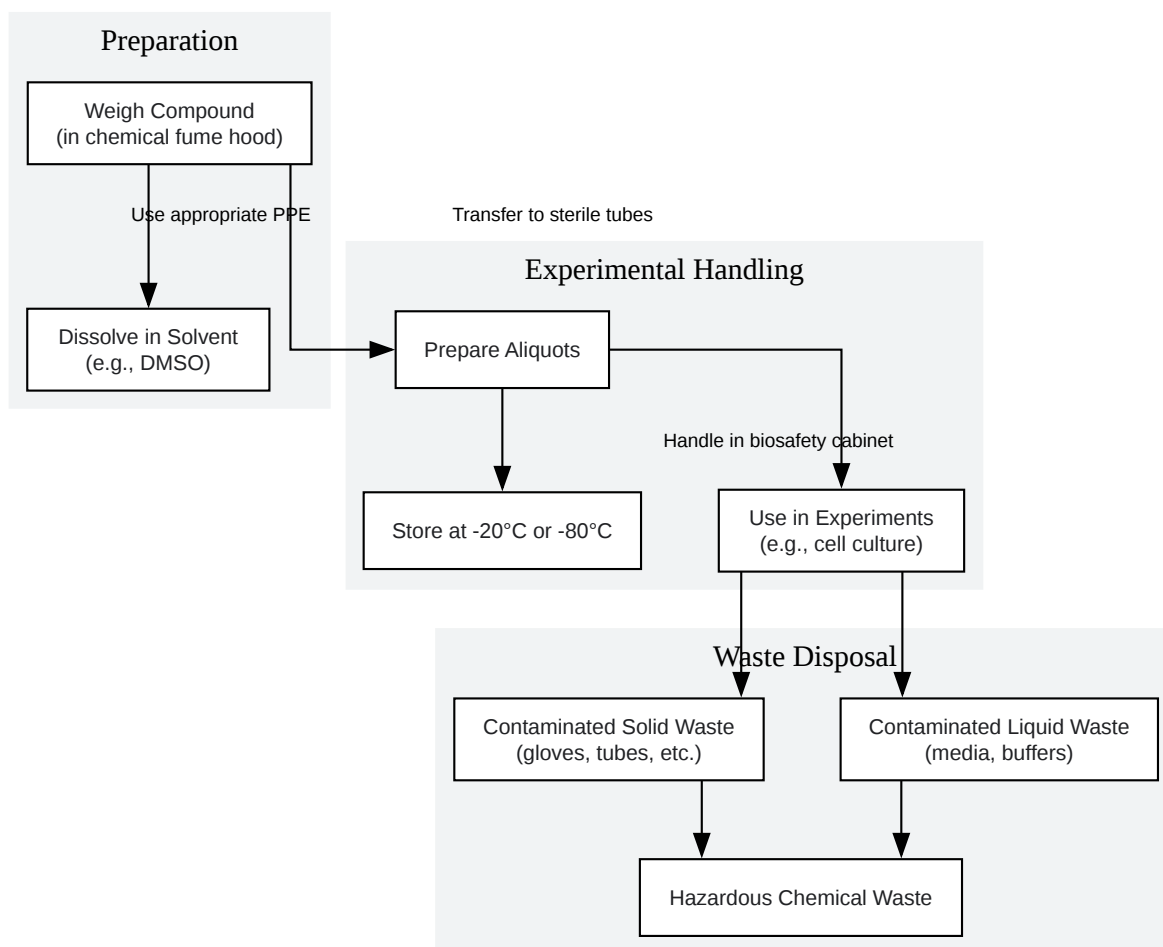 Preparation
Weigh Compound
(in chemical fume hood)
Use appropriate PPE
Transfer to sterile tubes
Experimental Handling
Dissolve in Solvent
(e.g., DMSO)
Prepare Aliquots
Handle in biosafety cabinet
Store at -20°C or -80°C
Use in Experiments
(e.g., cell culture)
Waste Disposal
Contaminated Solid Waste
(gloves, tubes, etc.)
Contaminated Liquid Waste
(media, buffers)
Hazardous Chemical Waste